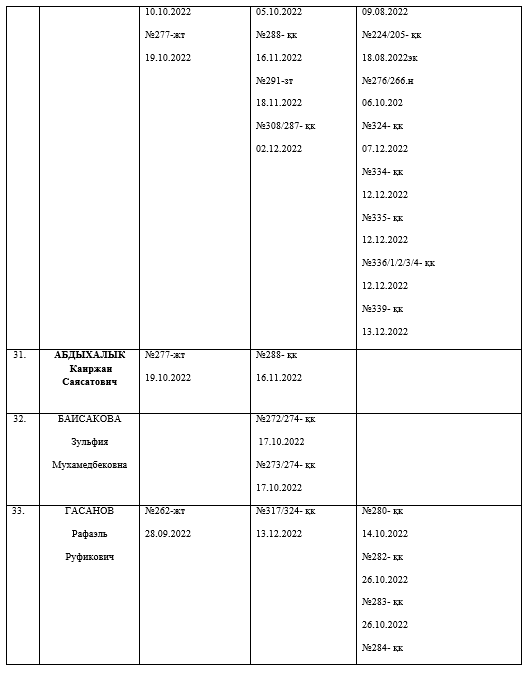 10.10.2022
№277-жт
19.10.2022
05.10.2022
№288- қк
16.11.2022
№291-зт
18.11.2022
№308/287- қк
02.12.2022
09.08.2022
№224/205- қк
18.08.2022эк
№276/266.н
06.10.202
№324- қк
07.12.2022
№334- қк
12.12.2022
№335- қк
12.12.2022
№336/1/2/3/4- қк
12.12.2022
№339- қк
13.12.2022
31.
АБДЫХАЛЫК
Каиржан
Саясатович
№277-жт
19.10.2022
№288- қк
16.11.2022
32.
БАИСАКОВА
Зульфия
Мухамедбековна
№272/274- қк
17.10.2022
№273/274- қк
17.10.2022
33.
ГАСАНОВ
Рафаэль
Руфикович
№262-жт
28.09.2022
№317/324- қк
13.12.2022
№280- қк
14.10.2022
№282- қк
26.10.2022
№283- қк
26.10.2022
№284- қк